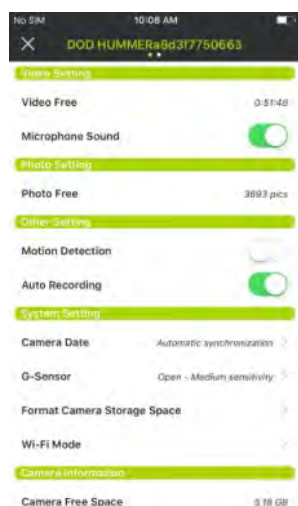 No SIM 10:08 AM
DOD HUMMERa6d3f7750663
Video Setting
Video Free 0:51:48
Microphone Sound
Photo Setting
Photo Free 3693 pics
Other Setting
Motion Detection
Auto Recording
System Setting
Camera Date Automatic synchronization
G-Sensor Open - Medium sensitivity
Format Camera Storage Space
Wi-Fi Mode
Camera Information
Camera Free Space 5.18 GB